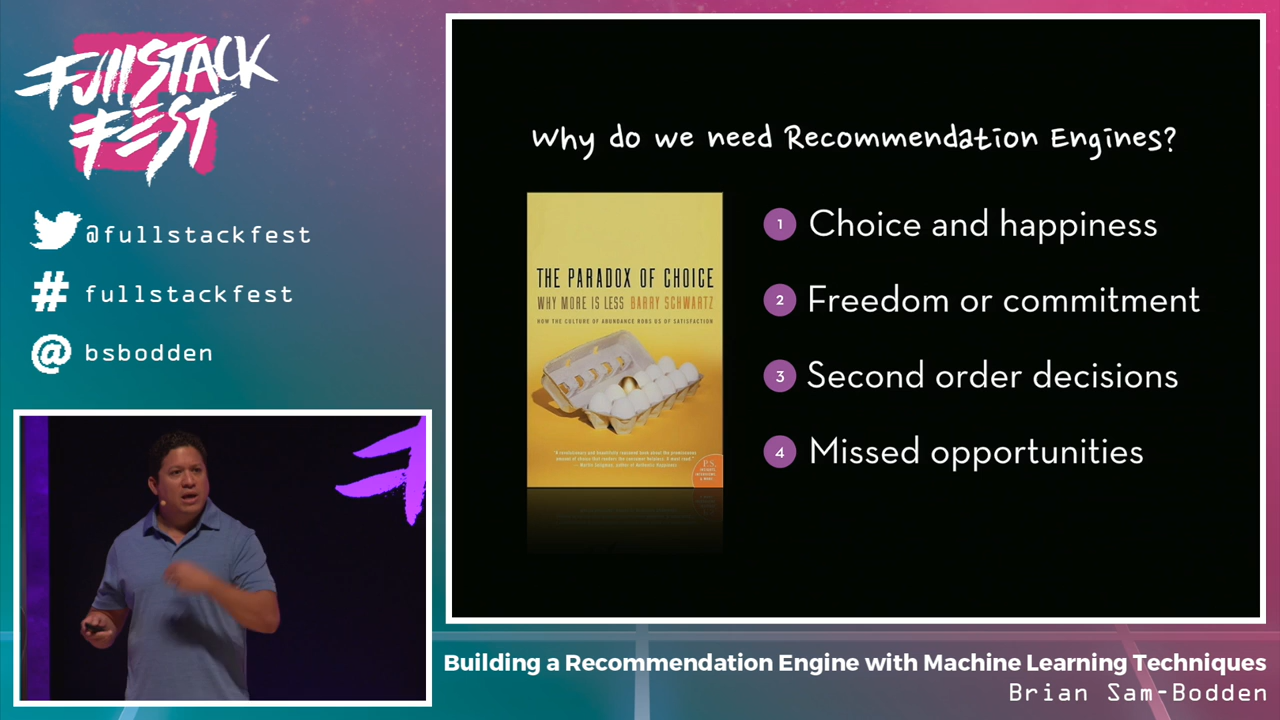 FullSTACK
FEST
@fullstackfest
# fullstackfest
@ bsbodden
Why do we need Recommendation Engines?
THE PARADOX OF CHOICE
WHY MORE IS LESS BARRY SCHWARTZ
HOW THE CULTURE OF ABUNDANCE ROBS US OF SATISFACTION
P.S.
1 Choice and happiness
2 Freedom or commitment
3 Second order decisions
4 Missed opportunities
Building a Recommendation Engine with Machine Learning Techniques
Brian Sam-Bodden